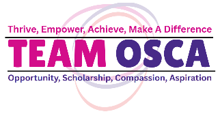 Thrive, Empower, Achieve, Make A Difference
TEAM OSCA
Opportunity, Scholarship, Compassion, Aspiration